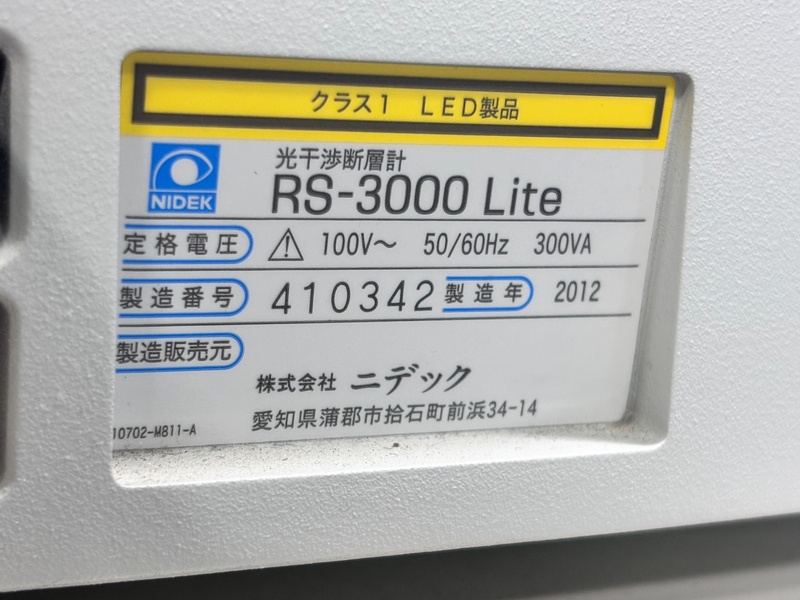 クラス1 LED製品
NIDEK
光干渉断層計
RS-3000 Lite
定格電圧 100V～ 50/60Hz 300VA
製造番号 410342 製造年 2012
製造販売元
株式会社 ニデック
愛知県蒲郡市拾石町前浜34-14
10702-M811-A